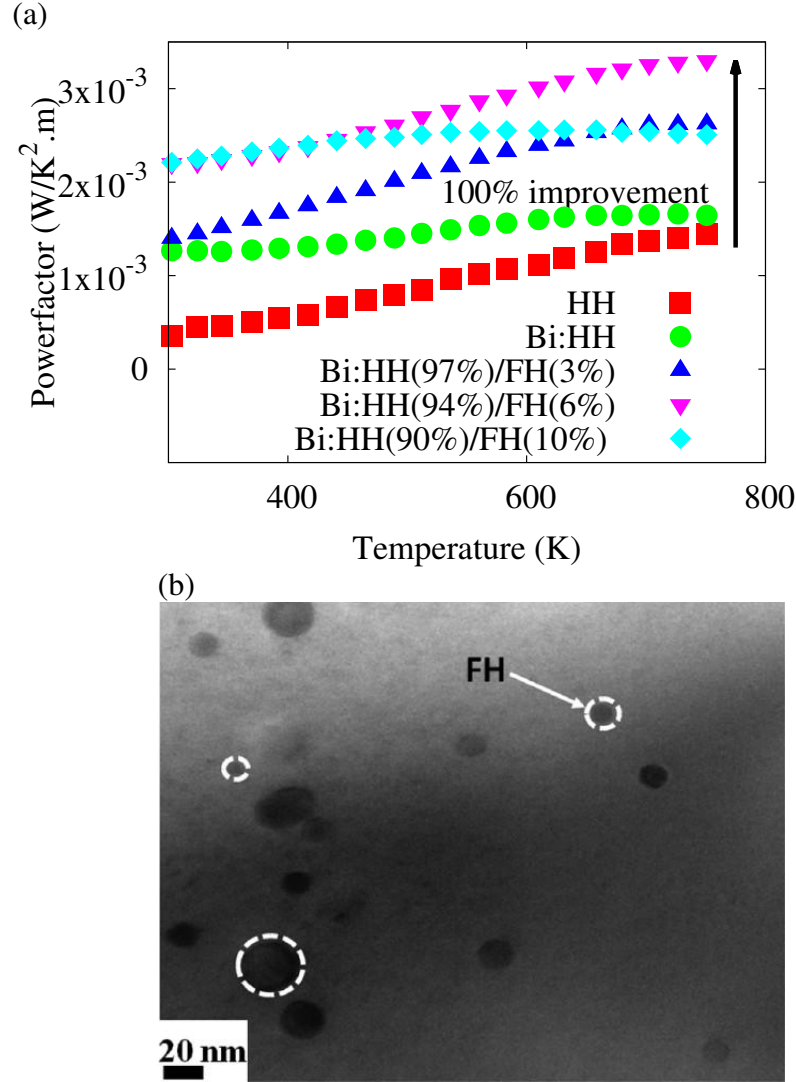 (a)
3x10-3
2x10-3
1x10-3
0
Powerfactor (W/K2.m)
100% improvement
HH
Bi:HH
Bi:HH(97%)/FH(3%)
Bi:HH(94%)/FH(6%)
Bi:HH(90%)/FH(10%)
400 600 800
Temperature (K)
(b)
FH
20 nm